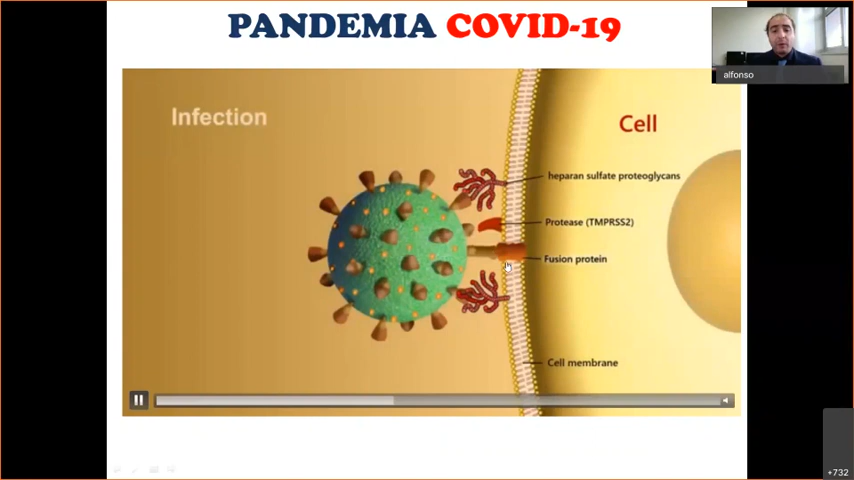 PANDEMIA COVID-19
alfonso
Infection
Cell
heparan sulfate proteoglycans
Protease (TMPRSS2)
Fusion protein
Cell membrane
+732